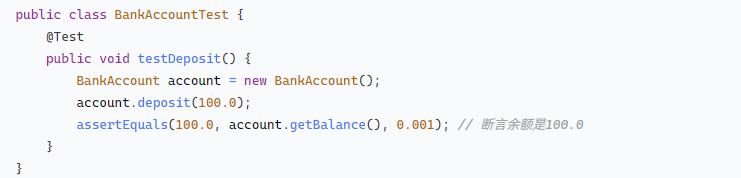 public class BankAccountTest {
@Test
public void testDeposit() {
BankAccount account = new BankAccount();
account.deposit(100.0);
assertEquals(100.0, account.getBalance(), 0.001); // 断言余额是100.0
}
}